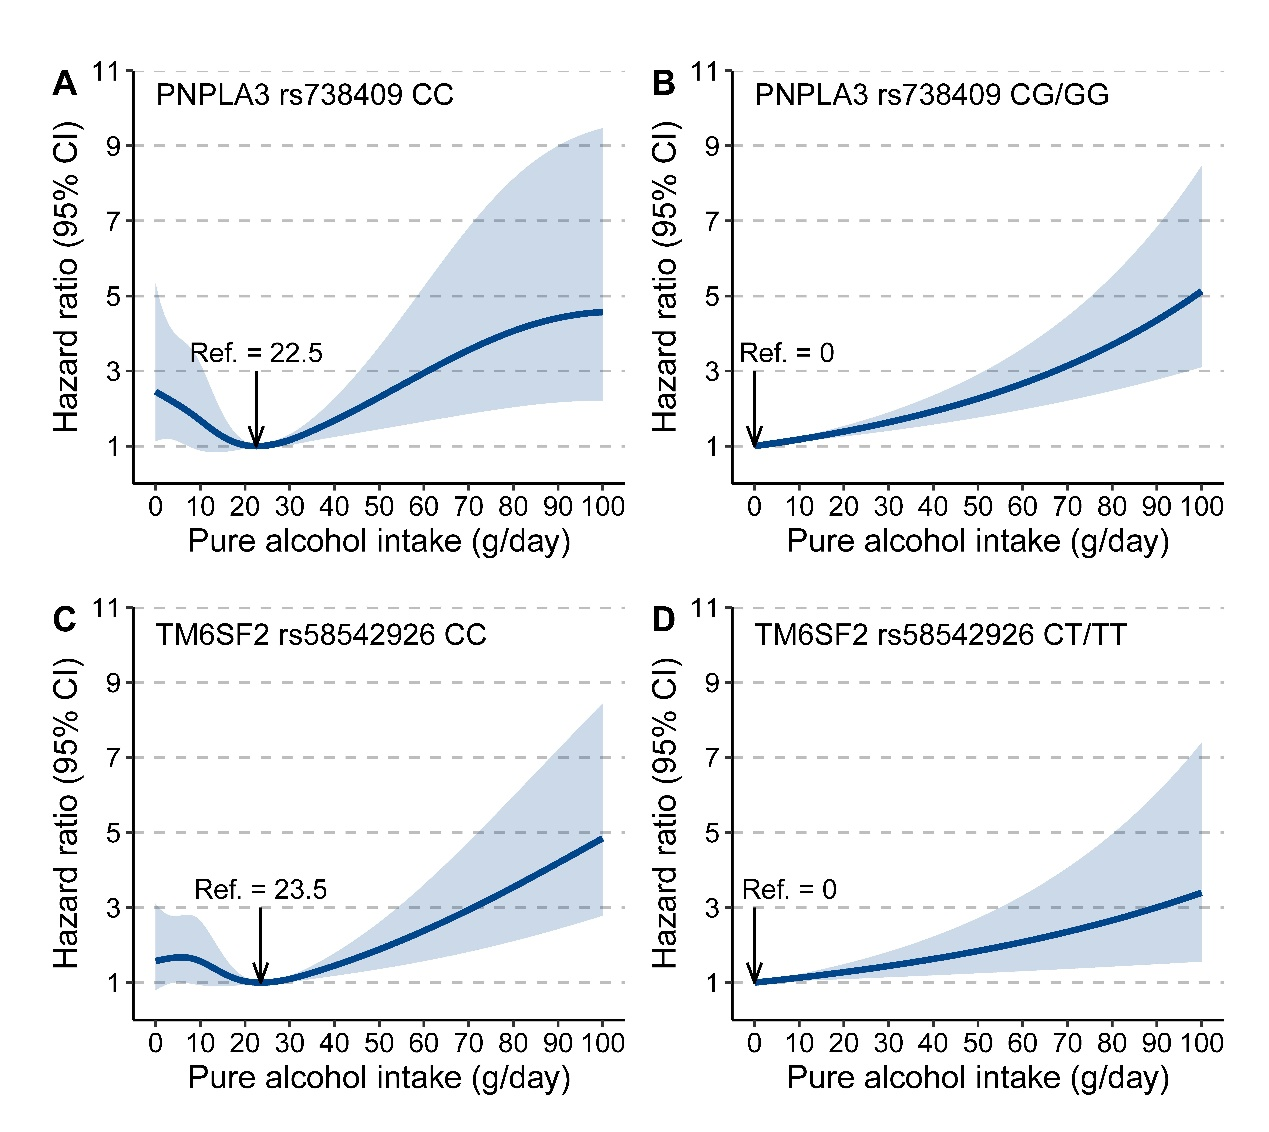 A
PNPLA3 rs738409 CC
Hazard ratio (95% CI)
11
9
7
5
3
1
Ref. = 22.5
0 10 20 30 40 50 60 70 80 90 100
Pure alcohol intake (g/day)
B
PNPLA3 rs738409 CG/GG
Hazard ratio (95% CI)
11
9
7
5
3
1
Ref. = 0
0 10 20 30 40 50 60 70 80 90 100
Pure alcohol intake (g/day)
C
TM6SF2 rs58542926 CC
Hazard ratio (95% CI)
11
9
7
5
3
1
Ref. = 23.5
0 10 20 30 40 50 60 70 80 90 100
Pure alcohol intake (g/day)
D
TM6SF2 rs58542926 CT/TT
Hazard ratio (95% CI)
11
9
7
5
3
1
Ref. = 0
0 10 20 30 40 50 60 70 80 90 100
Pure alcohol intake (g/day)